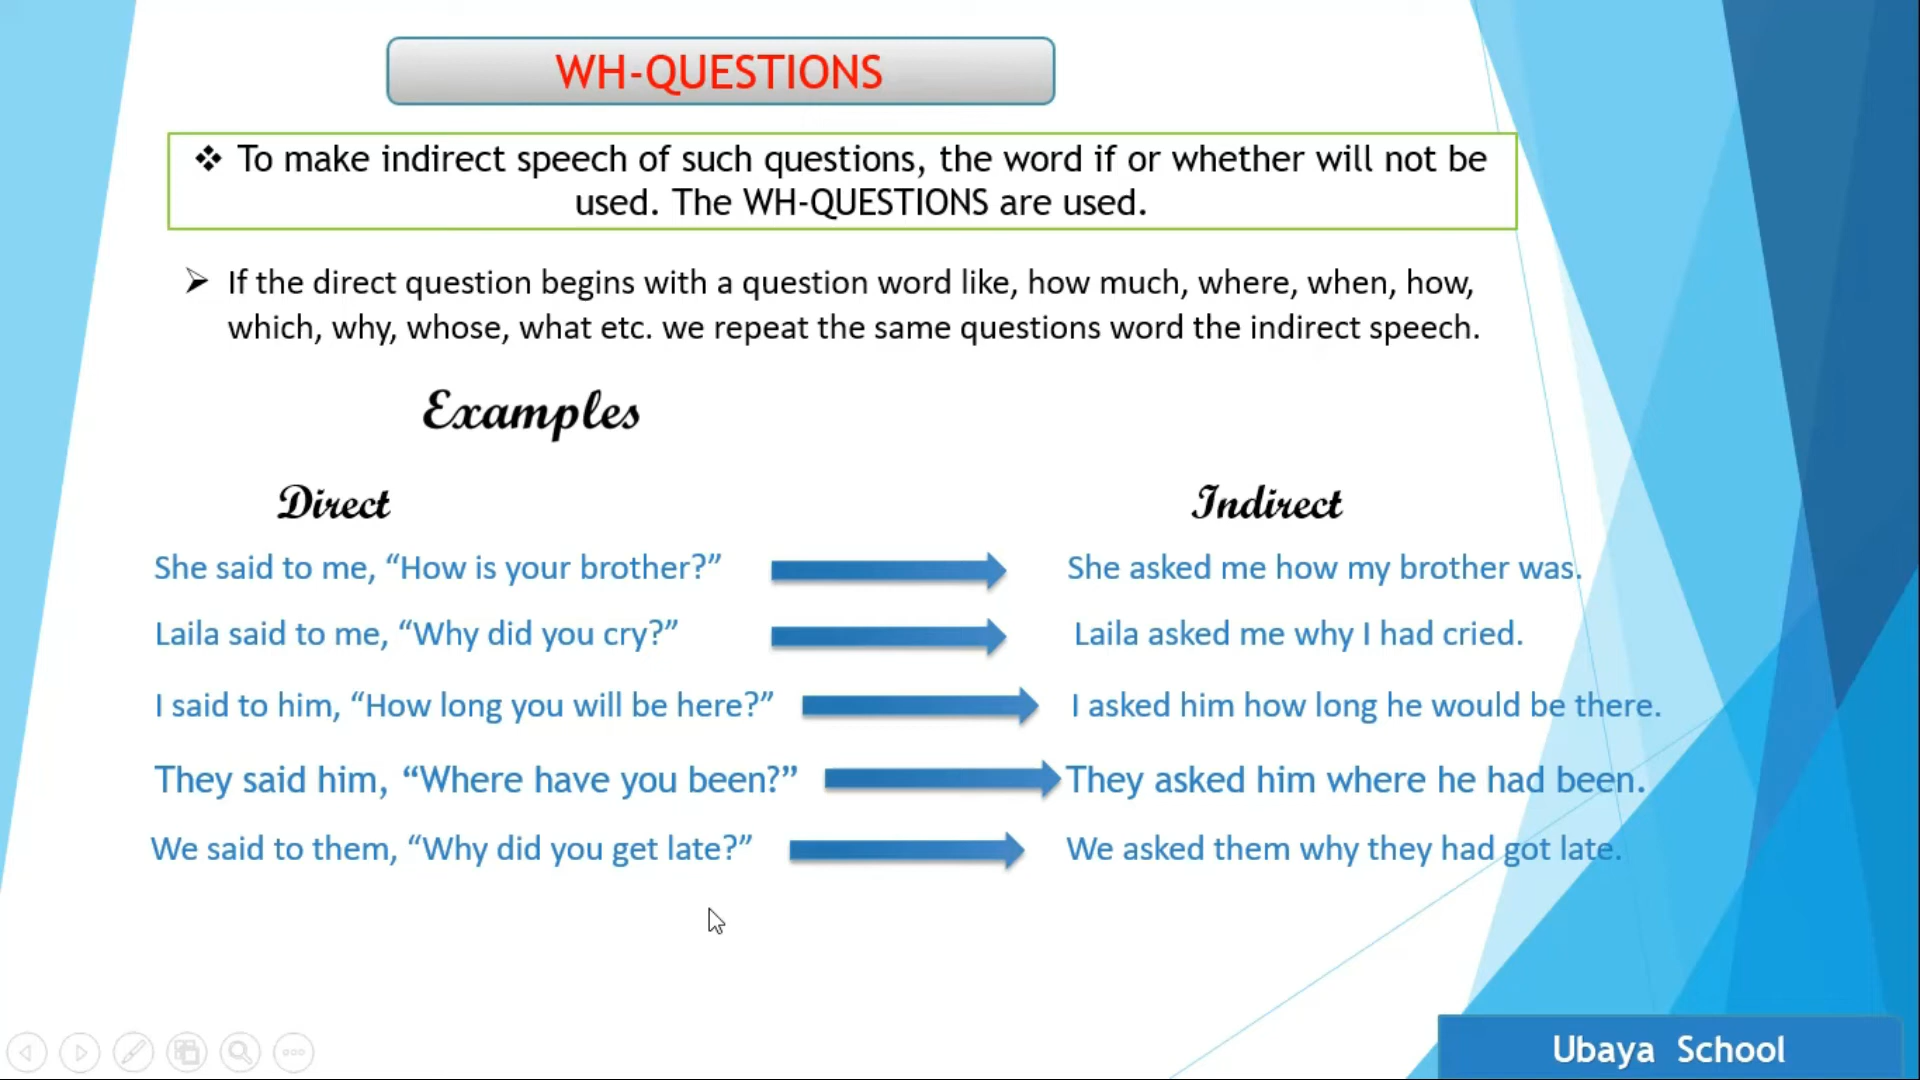 WH-QUESTIONS
❖ To make indirect speech of such questions, the word if or whether will not be
used. The WH-QUESTIONS are used.
➢ If the direct question begins with a question word like, how much, where, when, how,
which, why, whose, what etc. we repeat the same questions word the indirect speech.
Examples
Direct Indirect
She said to me, “How is your brother?” She asked me how my brother was.
Laila said to me, “Why did you cry?” Laila asked me why I had cried.
I said to him, “How long you will be here?” I asked him how long he would be there.
They said him, “Where have you been?” They asked him where he had been.
We said to them, “Why did you get late?” We asked them why they had got late.
Ubaya School